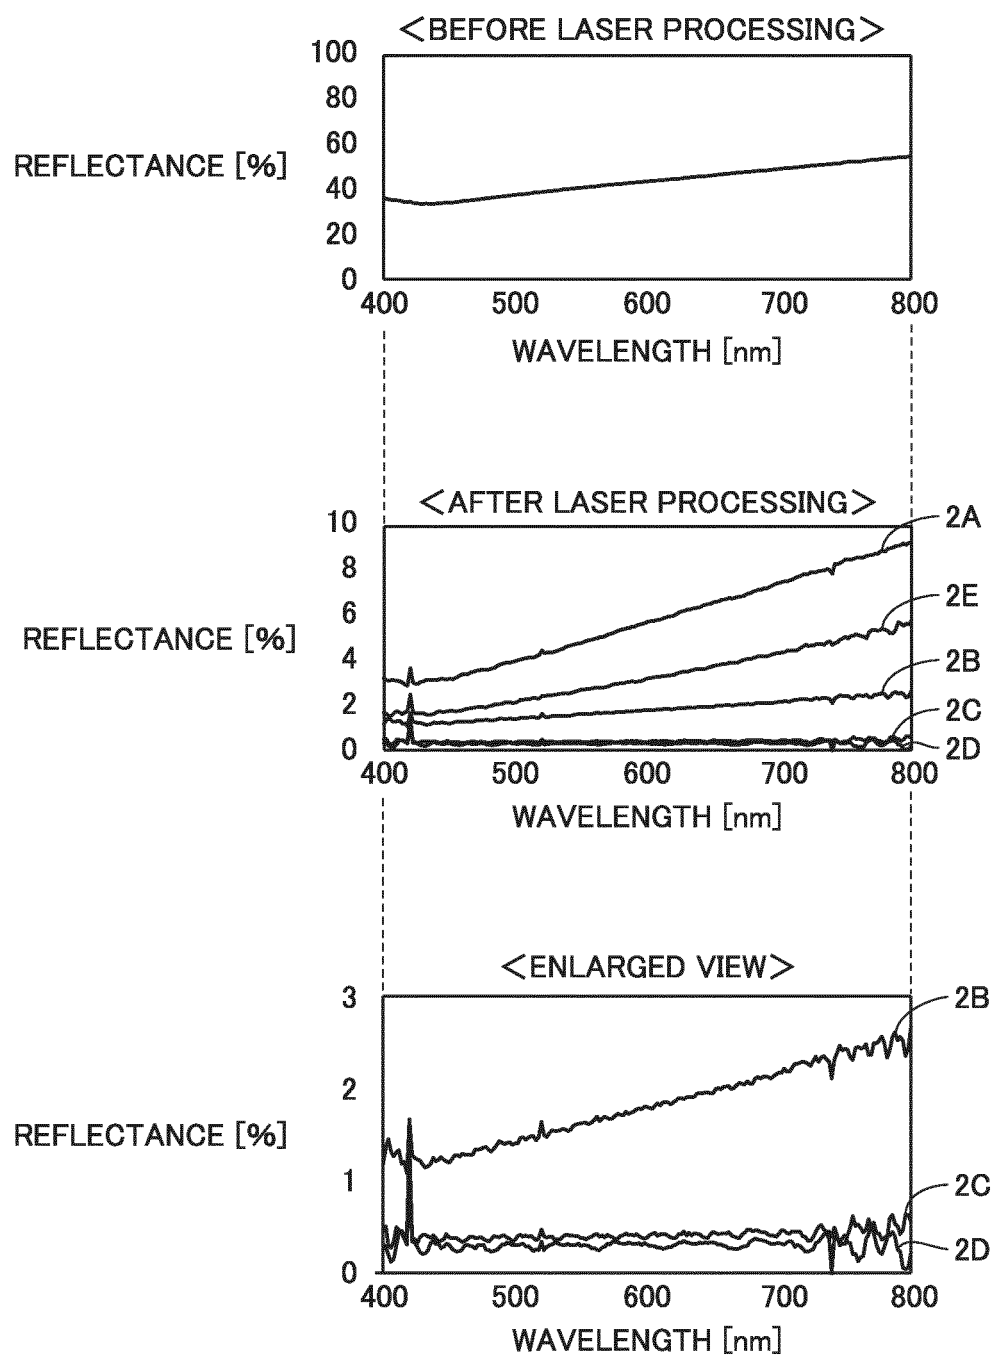 <BEFORE LASER PROCESSING>
100
80
60
40
20
0
REFLECTANCE [%]
400 500 600 700 800
WAVELENGTH [nm]
<AFTER LASER PROCESSING>
10
8
6
4
2
0
REFLECTANCE [%]
2A
2E
2B
2C
2D
400 500 600 700 800
WAVELENGTH [nm]
<ENLARGED VIEW>
3
2
1
0
REFLECTANCE [%]
2B
2C
2D
400 500 600 700 800
WAVELENGTH [nm]